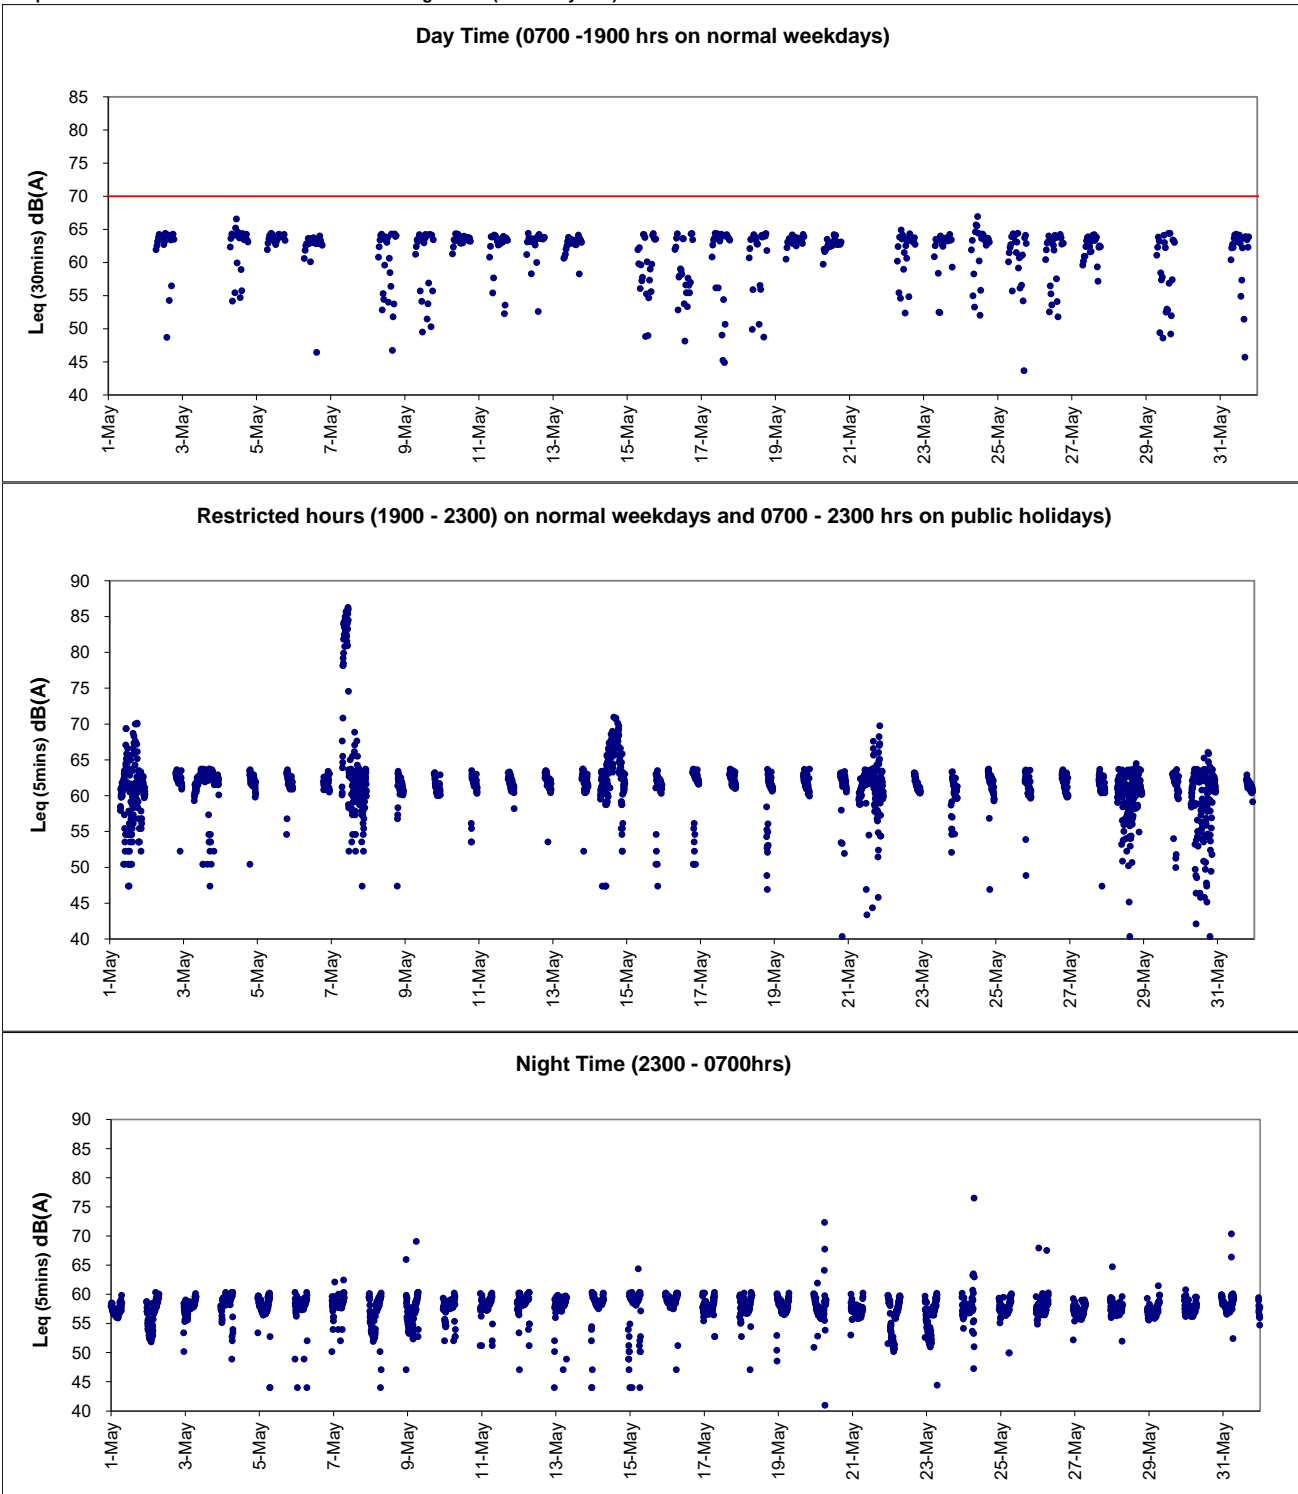 Day Time (0700 -1900 hrs on normal weekdays)
Leq (30mins) dB(A)
85
80
75
70
65
60
55
50
45
40
1-May
3-May
5-May
7-May
9-May
11-May
13-May
15-May
17-May
19-May
21-May
23-May
25-May
27-May
29-May
31-May
Restricted hours (1900 - 2300) on normal weekdays and 0700 - 2300 hrs on public holidays)
Leq (5mins) dB(A)
90
85
80
75
70
65
60
55
50
45
40
1-May
3-May
5-May
7-May
9-May
11-May
13-May
15-May
17-May
19-May
21-May
23-May
25-May
27-May
29-May
31-May
Night Time (2300 - 0700hrs)
Leq (5mins) dB(A)
90
85
80
75
70
65
60
55
50
45
40
1-May
3-May
5-May
7-May
9-May
11-May
13-May
15-May
17-May
19-May
21-May
23-May
25-May
27-May
29-May
31-May